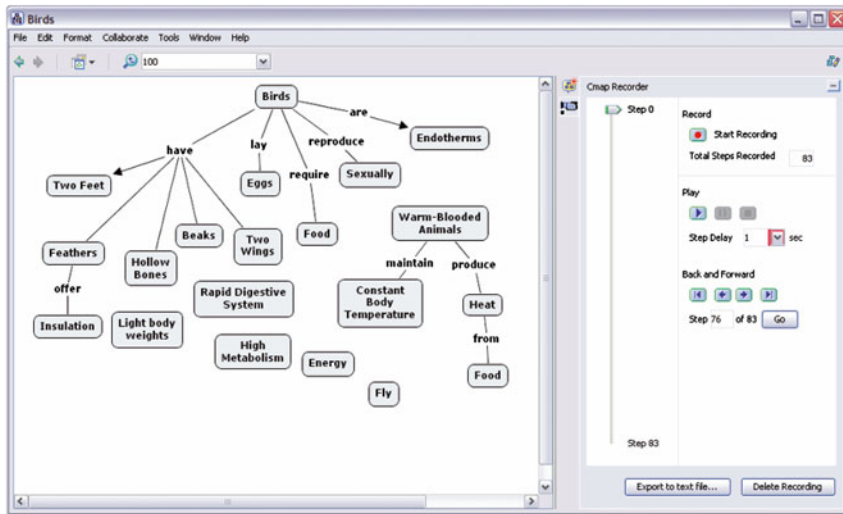 Birds
File Edit Format Collaborate Tools Window Help
100
Birds
are
Endotherms
have
lay
reproduce
Two Feet
Eggs
require
Sexually
Beaks
Two
Wings
Food
Warm-Blooded
Animals
Feathers
Hollow
Bones
maintain
produce
offer
Rapid Digestive
System
Constant
Body
Temperature
Heat
Insulation
Light body
weights
from
High
Metabolism
Energy
Food
Fly
Cmap Recorder
Step 0
Step 83
Record
Start Recording
Total Steps Recorded 83
Play
Step Delay 1 sec
Back and Forward
Step 76 of 83 Go
Export to text file... Delete Recording